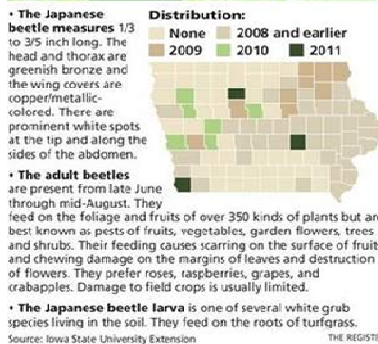 • The Japanese
beetle measures 1/3
to 3/5 inch long. The
head and thorax are
greenish bronze and
the wing covers are
copper/metallic-
colored. There are
prominent white spots
at the tip and along the
sides of the abdomen.
Distribution:
None 2008 and earlier
2009 2010 2011
• The adult beetles
are present from late June
through mid-August. They
feed on the foliage and fruits of over 350 kinds of plants but are
best known as pests of fruits, vegetables, garden flowers, trees
and shrubs. Their feeding causes scarring on the surface of fruit
and chewing damage on the margins of leaves and destruction
of flowers. They prefer roses, raspberries, grapes, and
crabapples. Damage to field crops is usually limited.
• The Japanese beetle larva is one of several white grub
species living in the soil. They feed on the roots of turfgrass.
Source: Iowa State University Extension
THE REGISTE